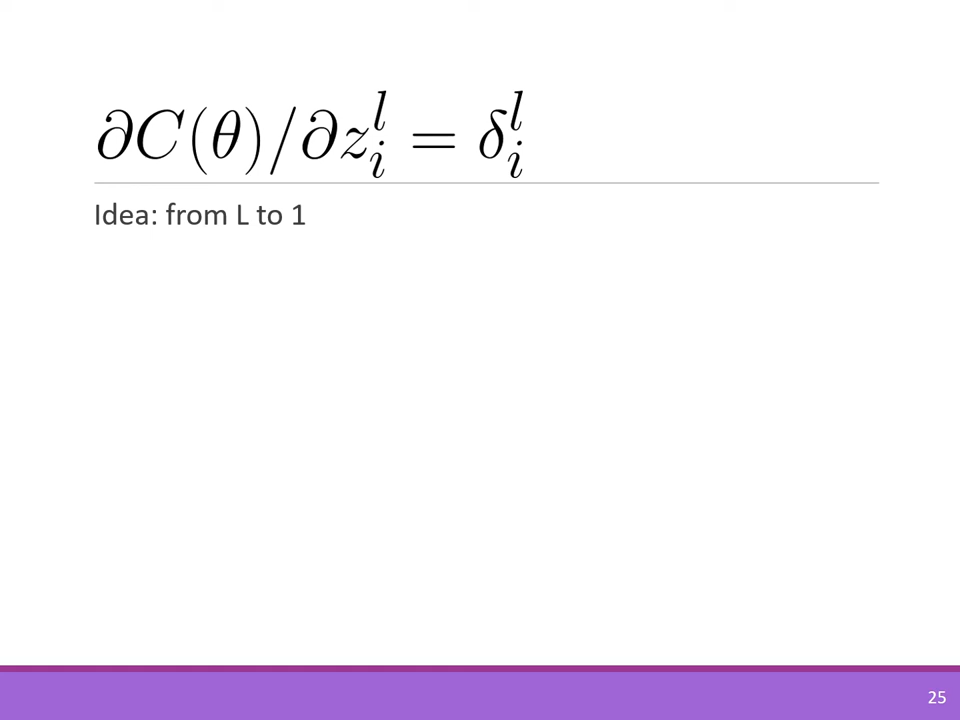 ∂C(θ)/∂z_i^l = δ_i^l
Idea: from L to 1
25